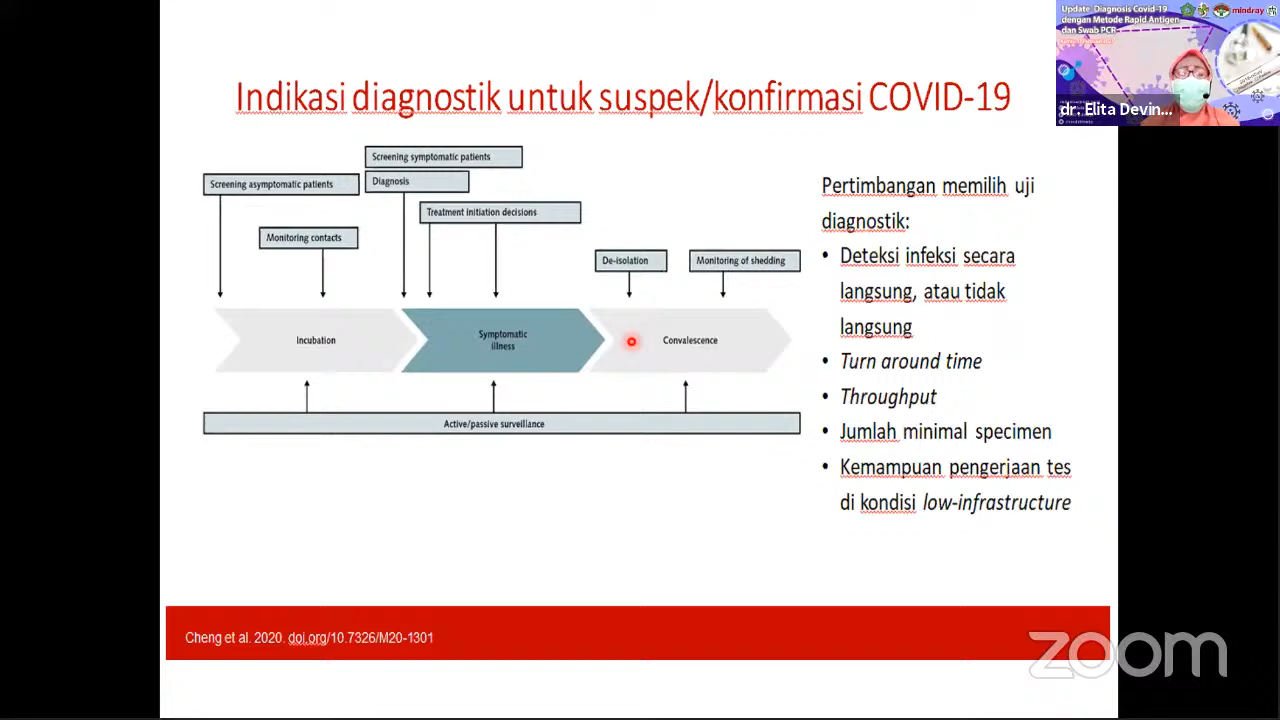 Indikasi diagnostik untuk suspek/konfirmasi COVID-19
Update Diagnosis Covid-19
dengan Metode Rapid Antigen
dan Swab PCR
mindray
dr. Elita Devin...
Screening symptomatic patients
Screening asymptomatic patients
Diagnosis
Treatment initiation decisions
Monitoring contacts
De-isolation
Monitoring of shedding
Incubation
Symptomatic
illness
Convalescence
Active/passive surveillance
Pertimbangan memilih uji
diagnostik:
• Deteksi infeksi secara
langsung, atau tidak
langsung
• Turn around time
• Throughput
• Jumlah minimal specimen
• Kemampuan pengerjaan tes
di kondisi low-infrastructure
Cheng et al. 2020. doi.org/10.7326/M20-1301
zoom